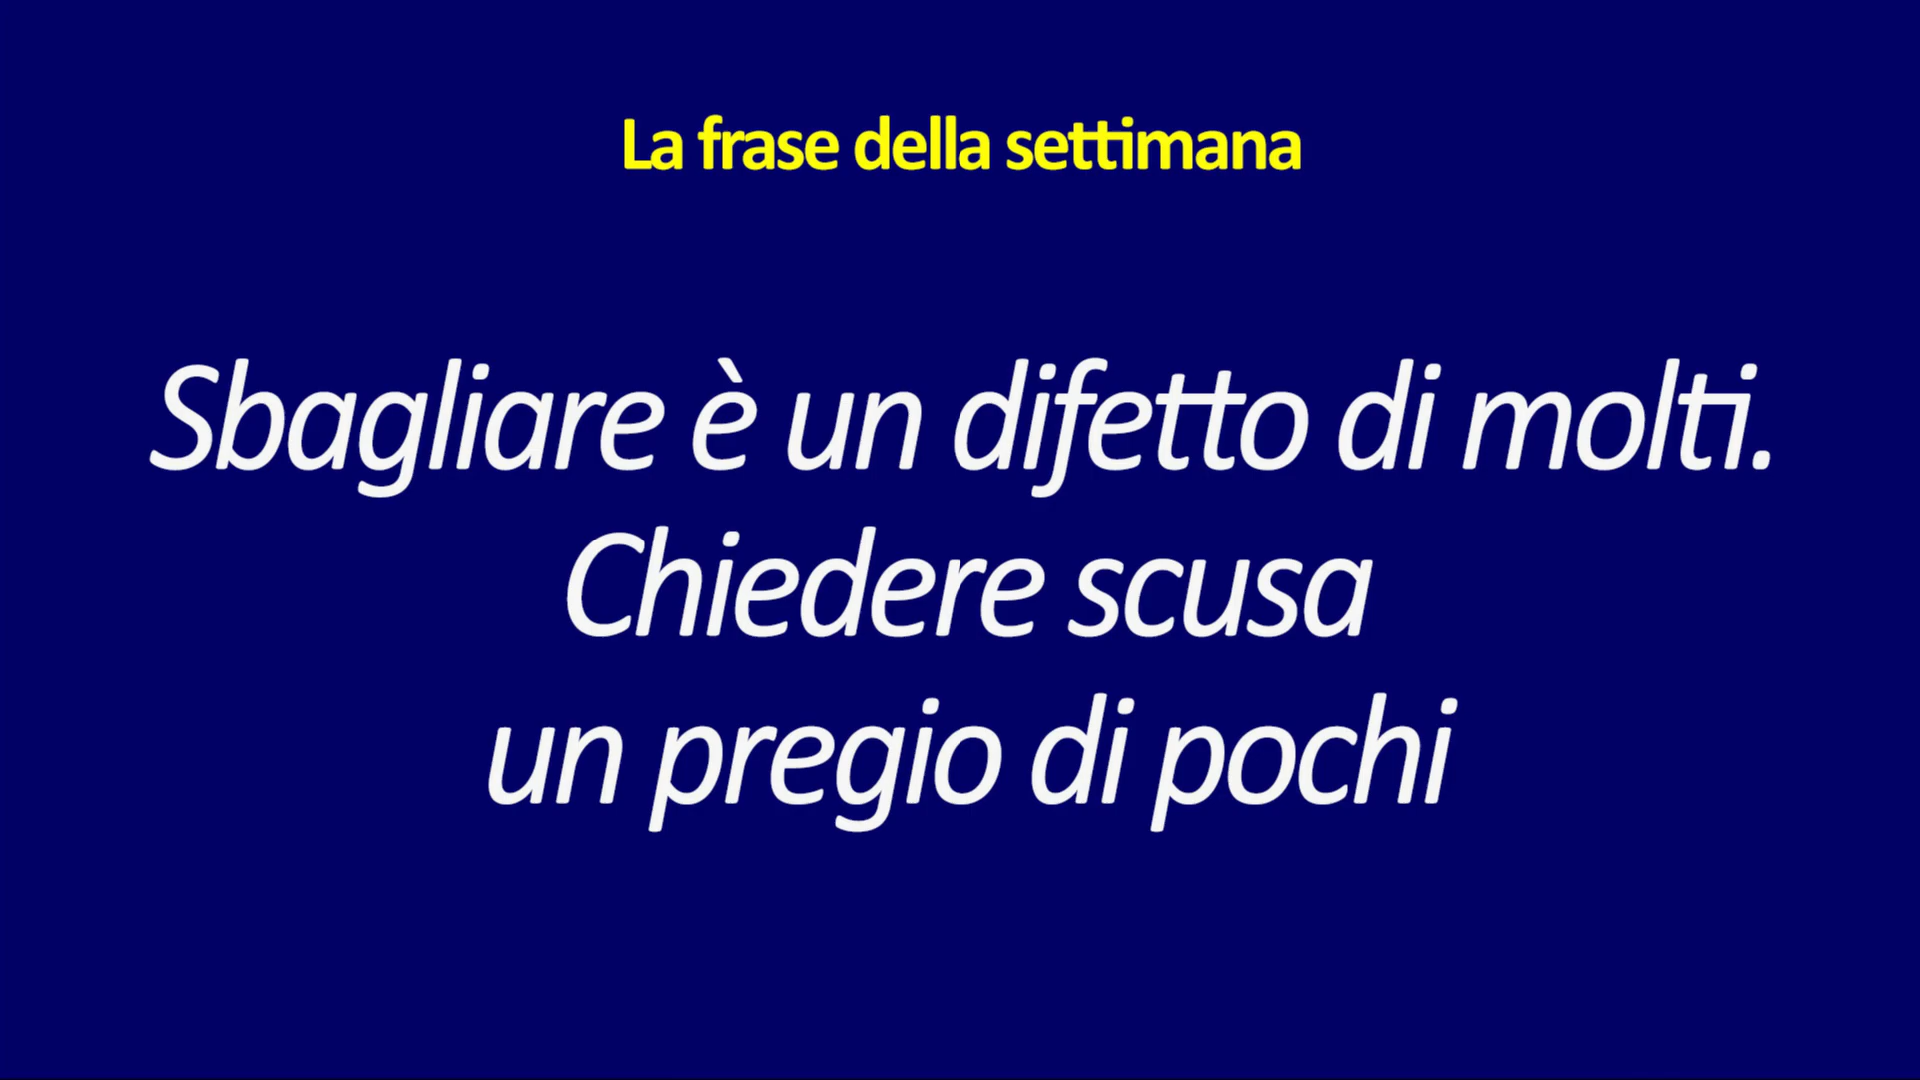 La frase della settimana
Sbagliare è un difetto di molti.
Chiedere scusa
un pregio di pochi